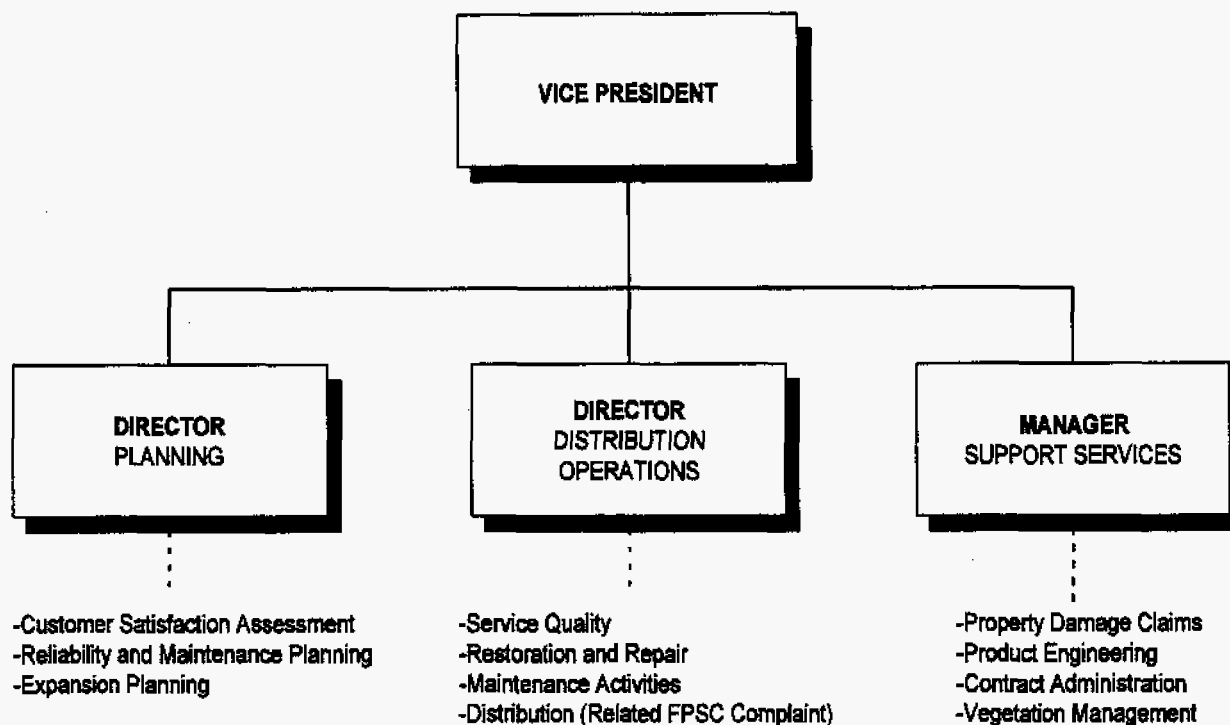 VICE PRESIDENT
DIRECTOR
PLANNING
DIRECTOR
DISTRIBUTION
OPERATIONS
MANAGER
SUPPORT SERVICES
-Customer Satisfaction Assessment
-Reliability and Maintenance Planning
-Expansion Planning
-Service Quality
-Restoration and Repair
-Maintenance Activities
-Distribution (Related FPSC Complaint)
-Property Damage Claims
-Product Engineering
-Contract Administration
-Vegetation Management